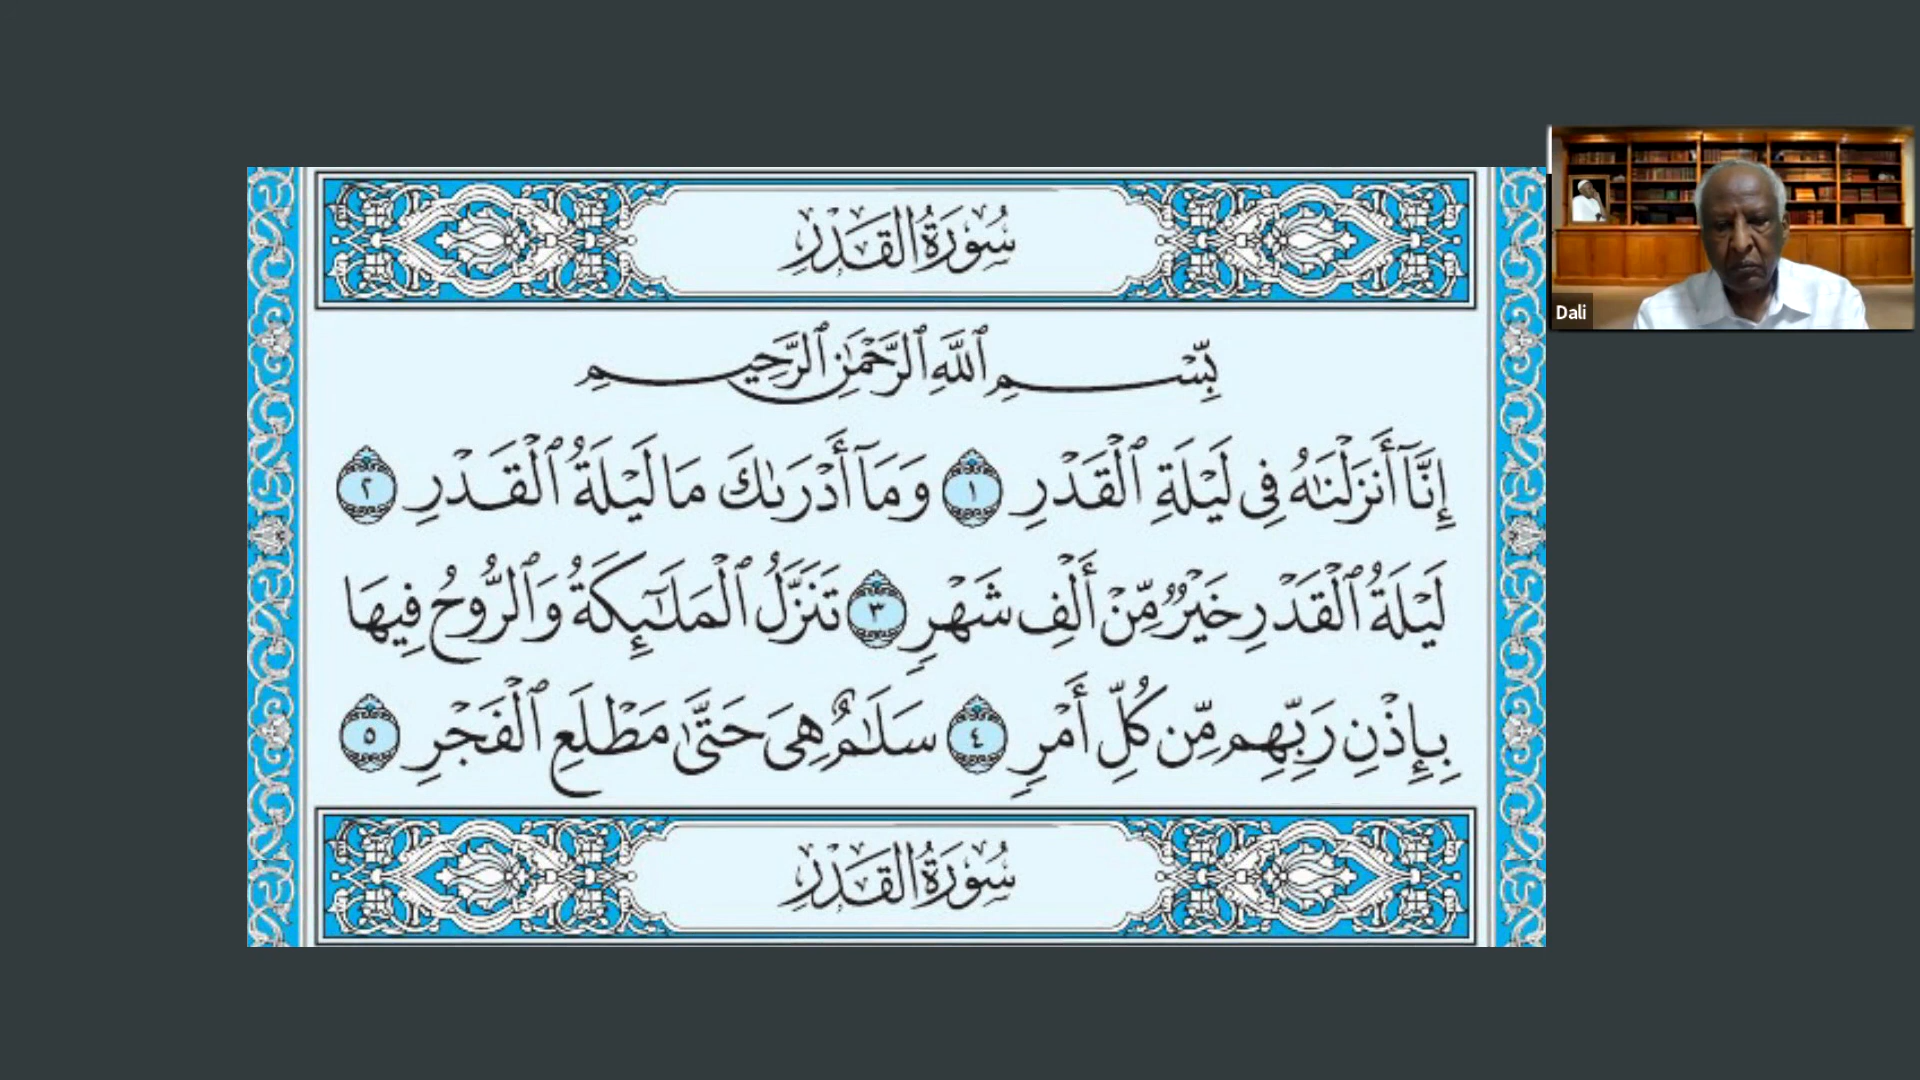 سُورَةُ القَدْرِ
بِسْمِ ٱللَّهِ ٱلرَّحْمَٰنِ ٱلرَّحِيمِ
إِنَّآ أَنزَلْنَٰهُ فِى لَيْلَةِ ٱلْقَدْرِ ١ وَمَآ أَدْرَىٰكَ مَا لَيْلَةُ ٱلْقَدْرِ ٢
لَيْلَةُ ٱلْقَدْرِ خَيْرٌ مِّنْ أَلْفِ شَهْرٍ ٣ تَنَزَّلُ ٱلْمَلَٰٓئِكَةُ وَٱلرُّوحُ فِيهَا
بِإِذْنِ رَبِّهِم مِّن كُلِّ أَمْرٍ ٤ سَلَٰمٌ هِىَ حَتَّىٰ مَطْلَعِ ٱلْفَجْرِ ٥
سُورَةُ القَدْرِ
Dali